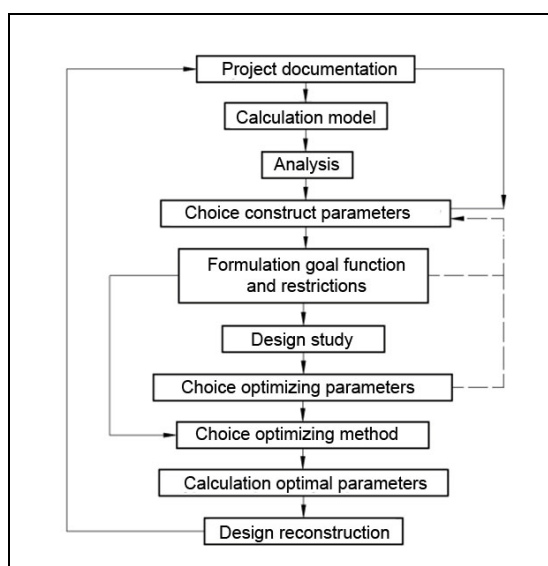 Project documentation
Calculation model
Analysis
Choice construct parameters
Formulation goal function
and restrictions
Design study
Choice optimizing parameters
Choice optimizing method
Calculation optimal parameters
Design reconstruction